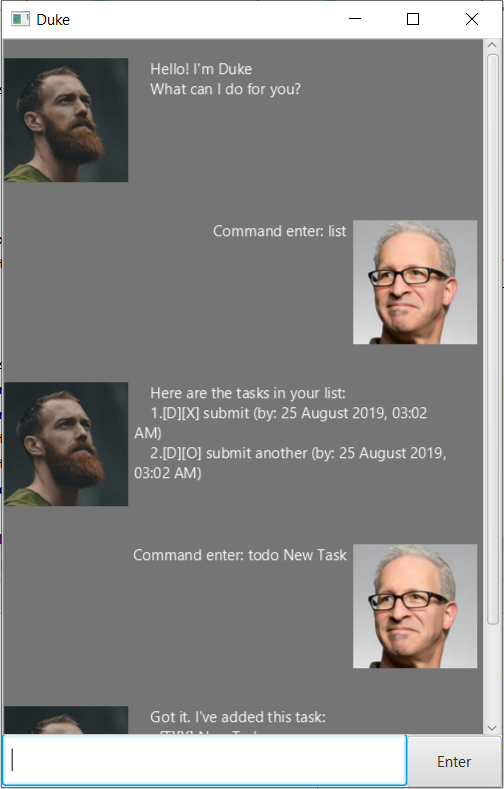 Duke
Hello! I'm Duke
What can I do for you?
Command enter: list
Here are the tasks in your list:
1.[D][X] submit (by: 25 August 2019, 03:02
AM)
2.[D][O] submit another (by: 25 August 2019,
03:02 AM)
Command enter: todo New Task
Got it. I've added this task:
[T][X] New Task
Enter